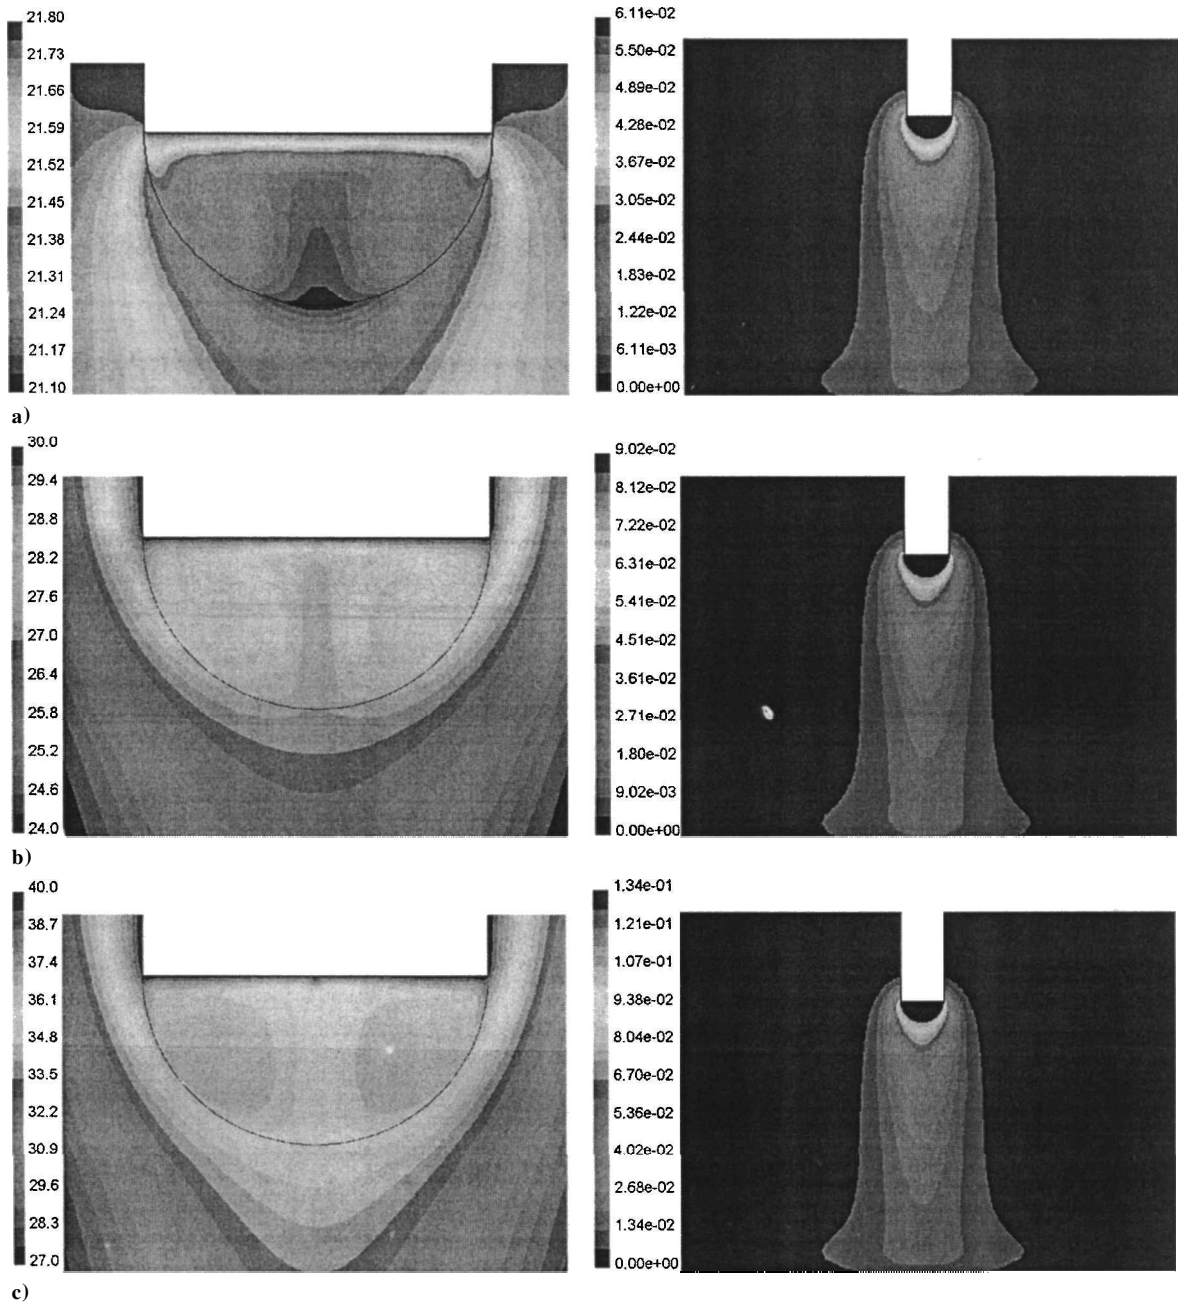 21.80
21.73
21.66
21.59
21.52
21.45
21.38
21.31
21.24
21.17
21.10
6.11e-02
5.50e-02
4.89e-02
4.28e-02
3.67e-02
3.05e-02
2.44e-02
1.83e-02
1.22e-02
6.11e-03
0.00e+00
a)
30.0
29.4
28.8
28.2
27.6
27.0
26.4
25.8
25.2
24.6
24.0
9.02e-02
8.12e-02
7.22e-02
6.31e-02
5.41e-02
4.51e-02
3.61e-02
2.71e-02
1.80e-02
9.02e-03
0.00e+00
b)
40.0
38.7
37.4
36.1
34.8
33.5
32.2
30.9
29.6
28.3
27.0
1.34e-01
1.21e-01
1.07e-01
9.38e-02
8.04e-02
6.70e-02
5.36e-02
4.02e-02
2.68e-02
1.34e-02
0.00e+00
c)